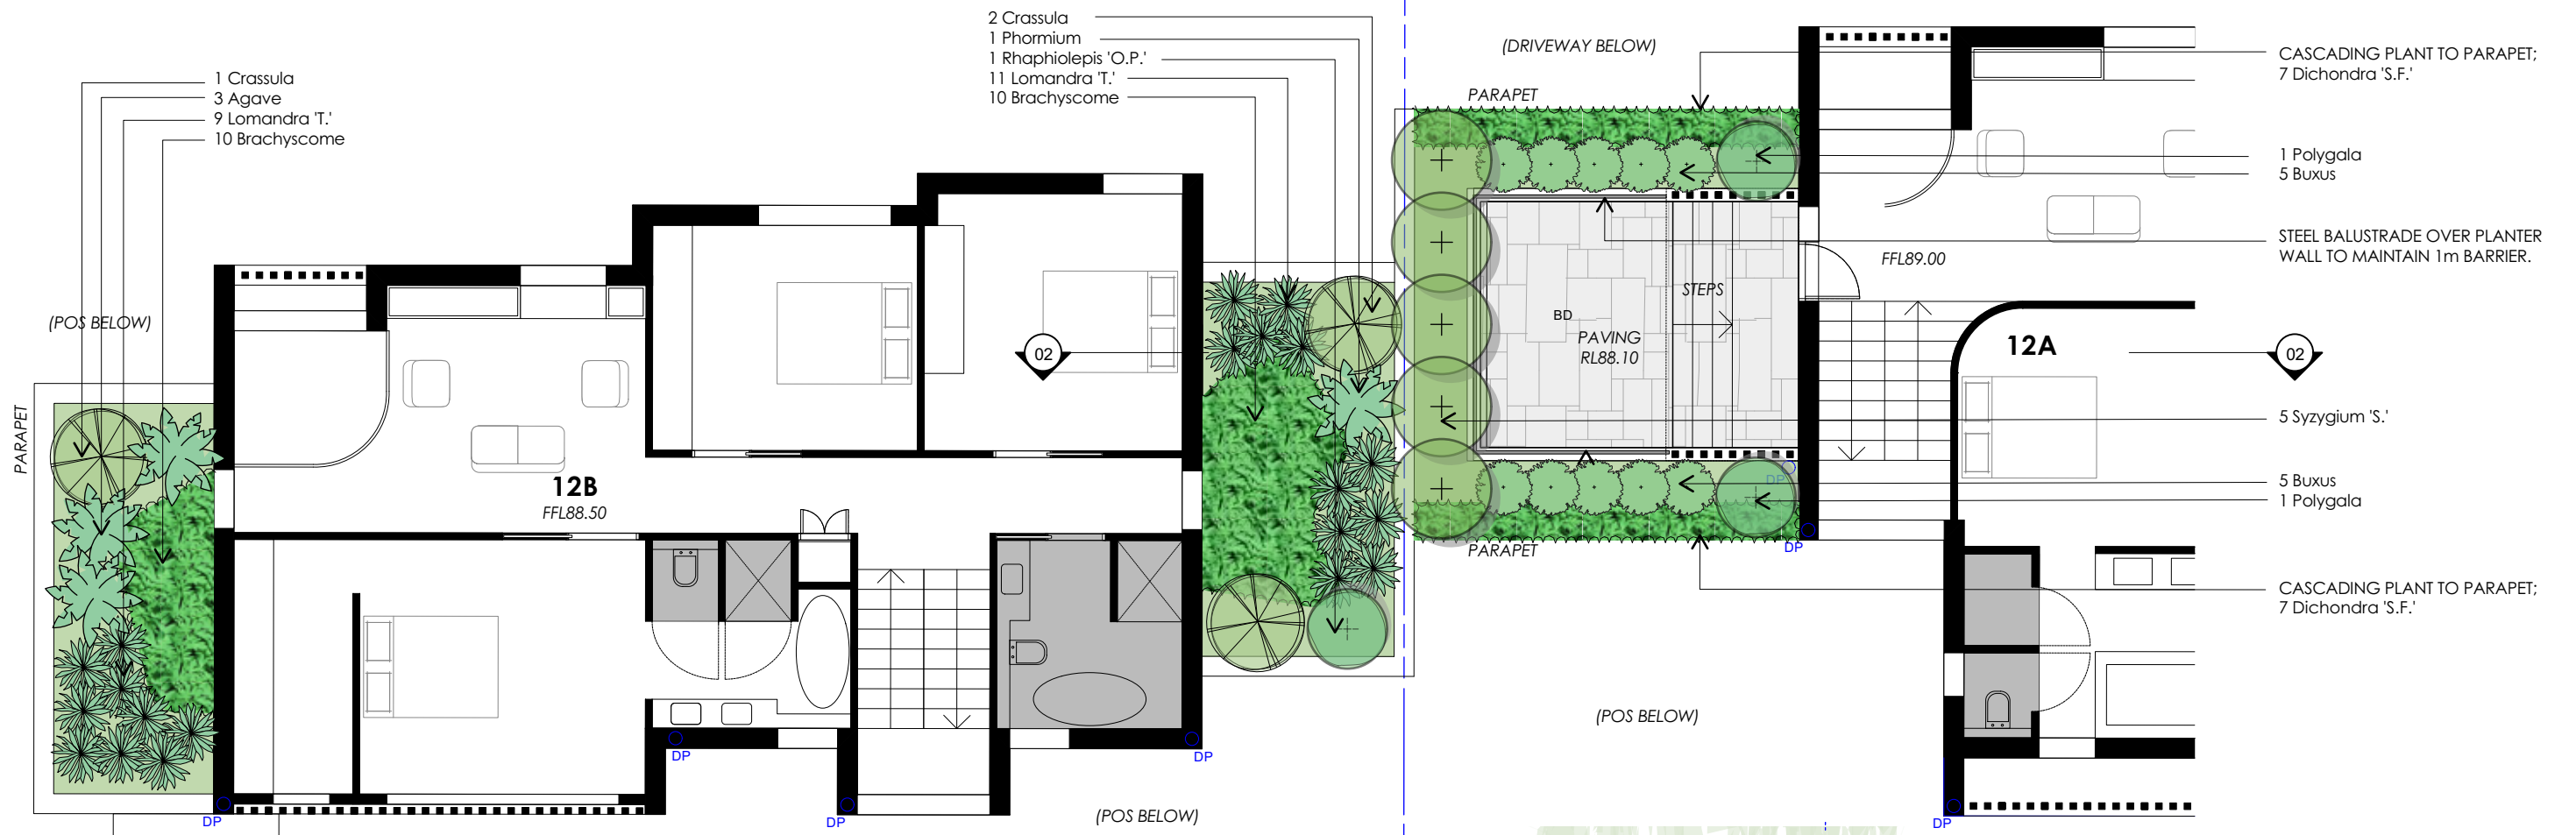 2 Crassula
1 Phormium
1 Rhaphiolepis 'O.P.'
11 Lomandra 'T.'
10 Brachyscome
1 Crassula
3 Agave
9 Lomandra 'T.'
10 Brachyscome
(DRIVEWAY BELOW)
PARAPET
CASCADING PLANT TO PARAPET;
7 Dichondra 'S.F.'
1 Polygala
5 Buxus
STEEL BALUSTRADE OVER PLANTER
WALL TO MAINTAIN 1m BARRIER.
FFL89.00
STEPS
BD
PAVING
RL88.10
(POS BELOW)
PARAPET
02
12A
02
5 Syzygium 'S.'
12B
FFL88.50
DP
5 Buxus
1 Polygala
DP
PARAPET
CASCADING PLANT TO PARAPET;
7 Dichondra 'S.F.'
(POS BELOW)
DP
DP
(POS BELOW)
DP
DP
DP